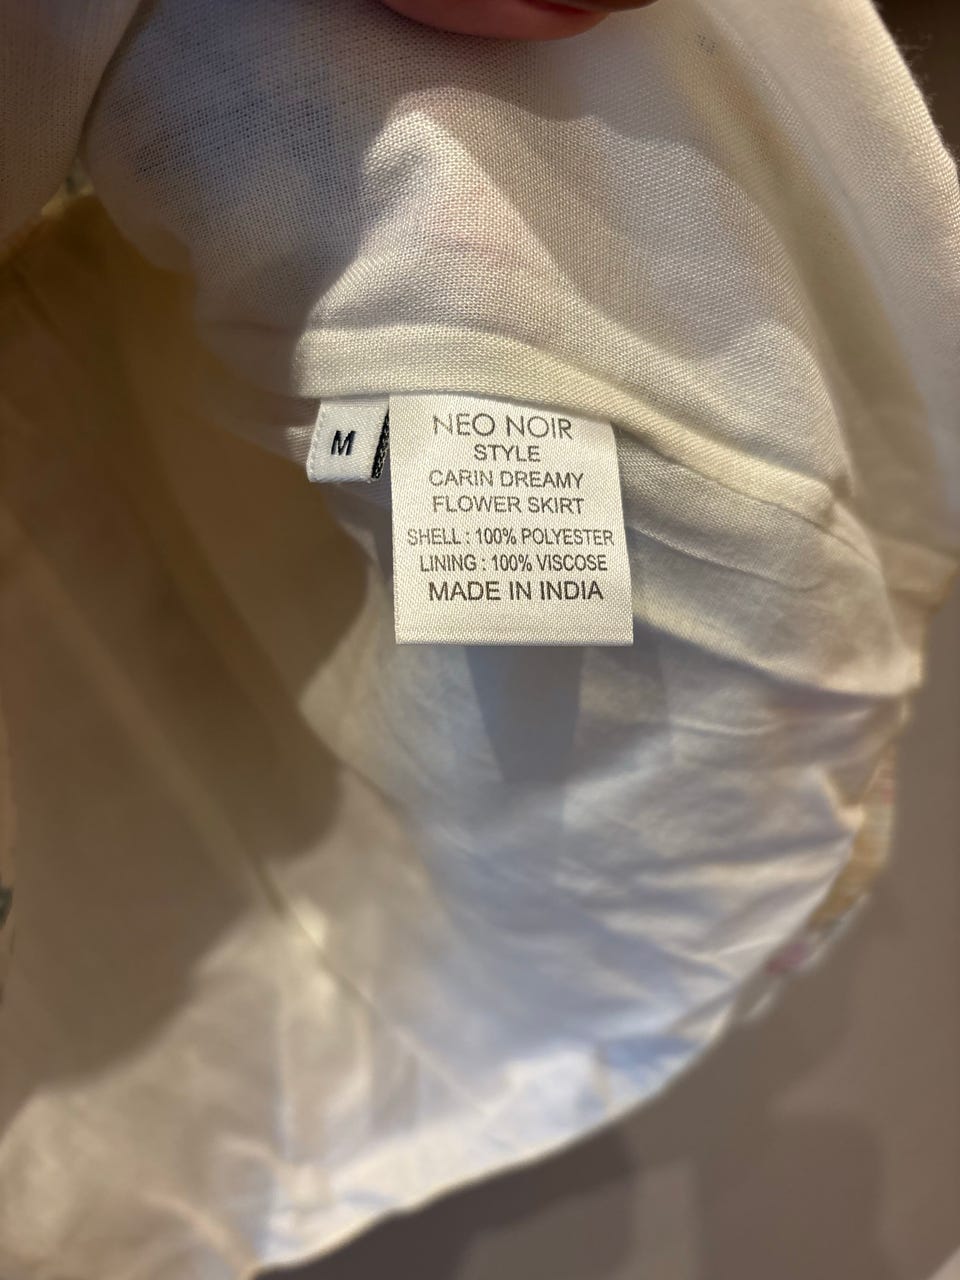 M
NEO NOIR
STYLE
CARIN DREAMY
FLOWER SKIRT
SHELL : 100% POLYESTER
LINING : 100% VISCOSE
MADE IN INDIA